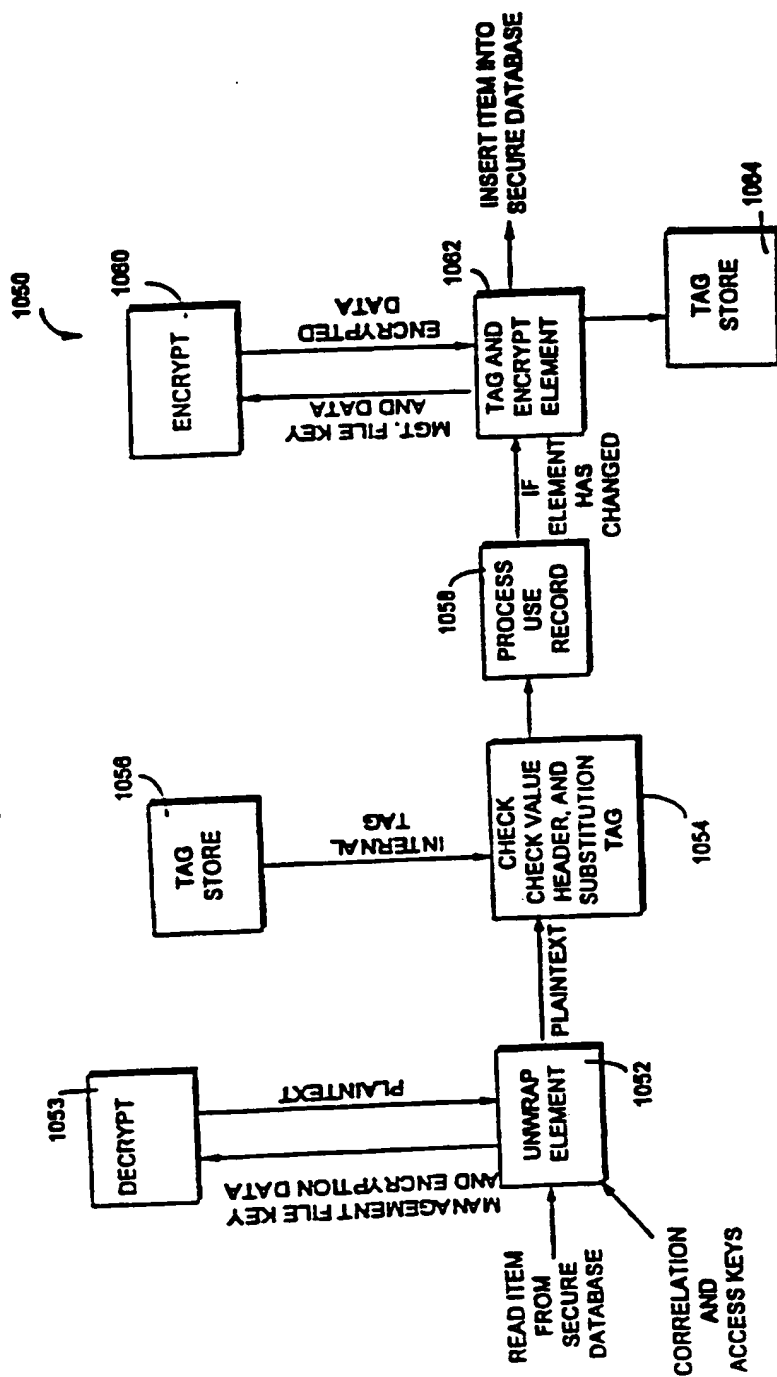 1050
1053
DECRYPT
MANAGEMENT FILE KEY
AND ENCRYPTION DATA
PLAINTEXT
READ ITEM
FROM
SECURE
DATABASE
UNWRAP
ELEMENT
1052
CORRELATION
AND
ACCESS KEYS
PLAINTEXT
1056
TAG
STORE
INTERNAL
TAG
CHECK
CHECK VALUE
HEADER, AND
SUBSTITUTION
TAG
1054
1058
PROCESS
USE
RECORD
IF
ELEMENT
HAS
CHANGED
1060
ENCRYPT
MGT. FILE KEY
AND DATA
ENCRYPTED
DATA
1062
TAG AND
ENCRYPT
ELEMENT
INSERT ITEM INTO
SECURE DATABASE
TAG
STORE
1064